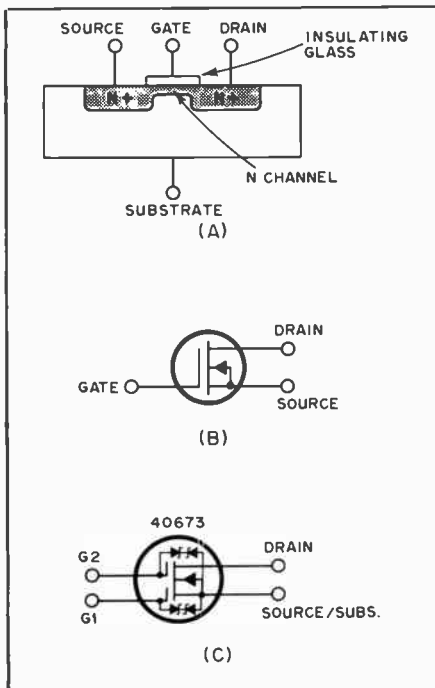 SOURCE GATE DRAIN
INSULATING
GLASS
N+ N+
N CHANNEL
SUBSTRATE
(A)
DRAIN
GATE
SOURCE
(B)
40673
G2
DRAIN
G1
SOURCE/SUBS.
(C)